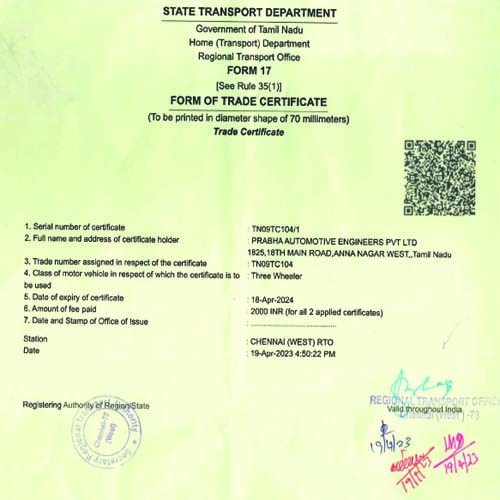 STATE TRANSPORT DEPARTMENT
Government of Tamil Nadu
Home (Transport) Department
Regional Transport Office
FORM 17
[See Rule 35(1)]
FORM OF TRADE CERTIFICATE
(To be printed in diameter shape of 70 millimeters)
Trade Certificate
1. Serial number of certificate : TN09TC104/1
2. Full name and address of certificate holder : PRABHA AUTOMOTIVE ENGINEERS PVT LTD
1825,18TH MAIN ROAD,ANNA NAGAR WEST,,Tamil Nadu
3. Trade number assigned in respect of the certificate : TN09TC104
4. Class of motor vehicle in respect of which the certificate is to : Three Wheeler
be used
5. Date of expiry of certificate : 18-Apr-2024
6. Amount of fee paid : 2000 INR (for all 2 applied certificates)
7. Date and Stamp of Office of Issue : ..............................
Station : CHENNAI (WEST) RTO
Date : 19-Apr-2023 4:50:22 PM
REGIONAL TRANSPORT OFFIC
Chennai (West) -73
Registering Authority of Region/State
Valid throughout India
Secretary Regional Transport Authority
Chennai-73
(West)
19/4/23
19/4/23
19/4/23